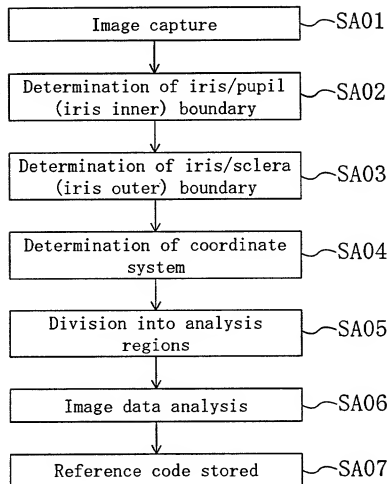 Image capture SA01
Determination of iris/pupil
(iris inner) boundary SA02
Determination of iris/sclera
(iris outer) boundary SA03
Determination of coordinate
system SA04
Division into analysis
regions SA05
Image data analysis SA06
Reference code stored SA07